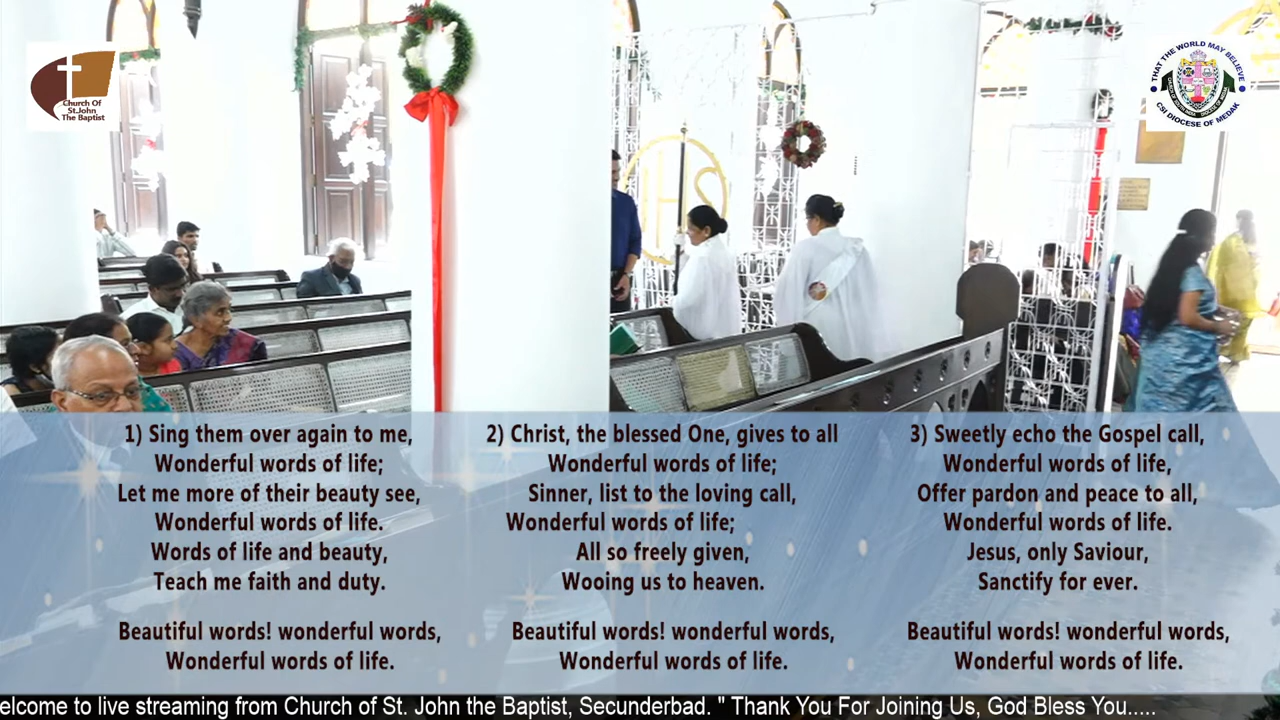 Church Of
St.John
The Baptist
THAT THE WORLD MAY BELIEVE
CSI DIOCESE OF MEDAK
IHS
1) Sing them over again to me,
Wonderful words of life;
Let me more of their beauty see,
Wonderful words of life.
Words of life and beauty,
Teach me faith and duty.
Beautiful words! wonderful words,
Wonderful words of life.
2) Christ, the blessed One, gives to all
Wonderful words of life;
Sinner, list to the loving call,
Wonderful words of life;
All so freely given,
Wooing us to heaven.
Beautiful words! wonderful words,
Wonderful words of life.
3) Sweetly echo the Gospel call,
Wonderful words of life,
Offer pardon and peace to all,
Wonderful words of life.
Jesus, only Saviour,
Sanctify for ever.
Beautiful words! wonderful words,
Wonderful words of life.
elcome to live streaming from Church of St. John the Baptist, Secunderbad. " Thank You For Joining Us, God Bless You.....